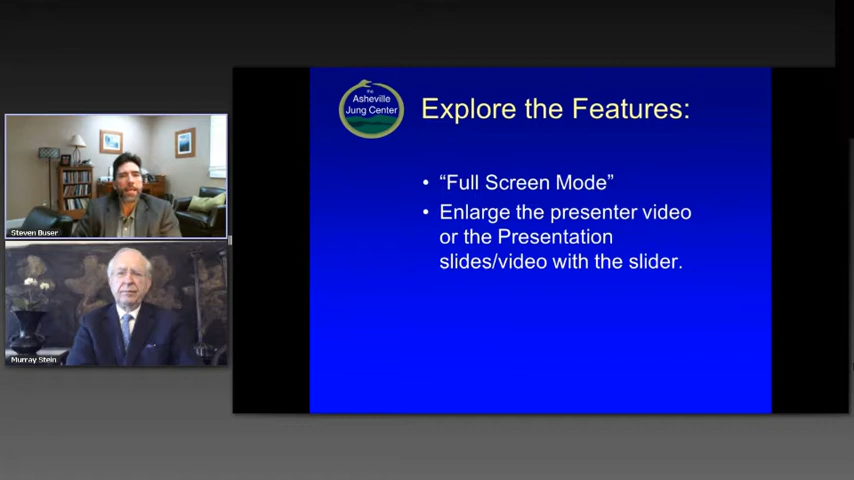 the
Asheville
Jung Center
Explore the Features:
• “Full Screen Mode”
• Enlarge the presenter video
or the Presentation
slides/video with the slider.
Steven Buser
Murray Stein